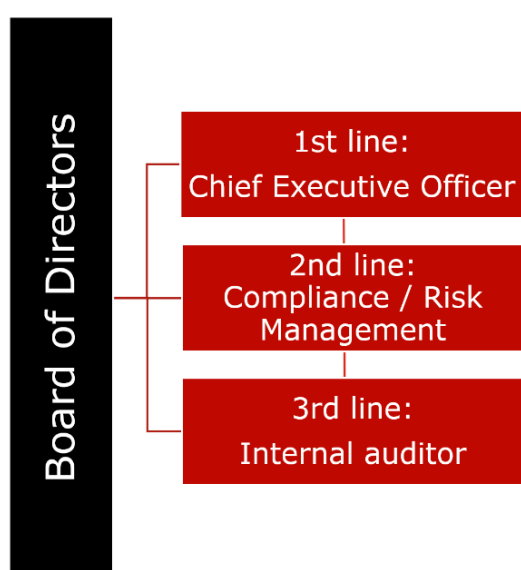 Board of Directors
1st line:
Chief Executive Officer
2nd line:
Compliance / Risk
Management
3rd line:
Internal auditor